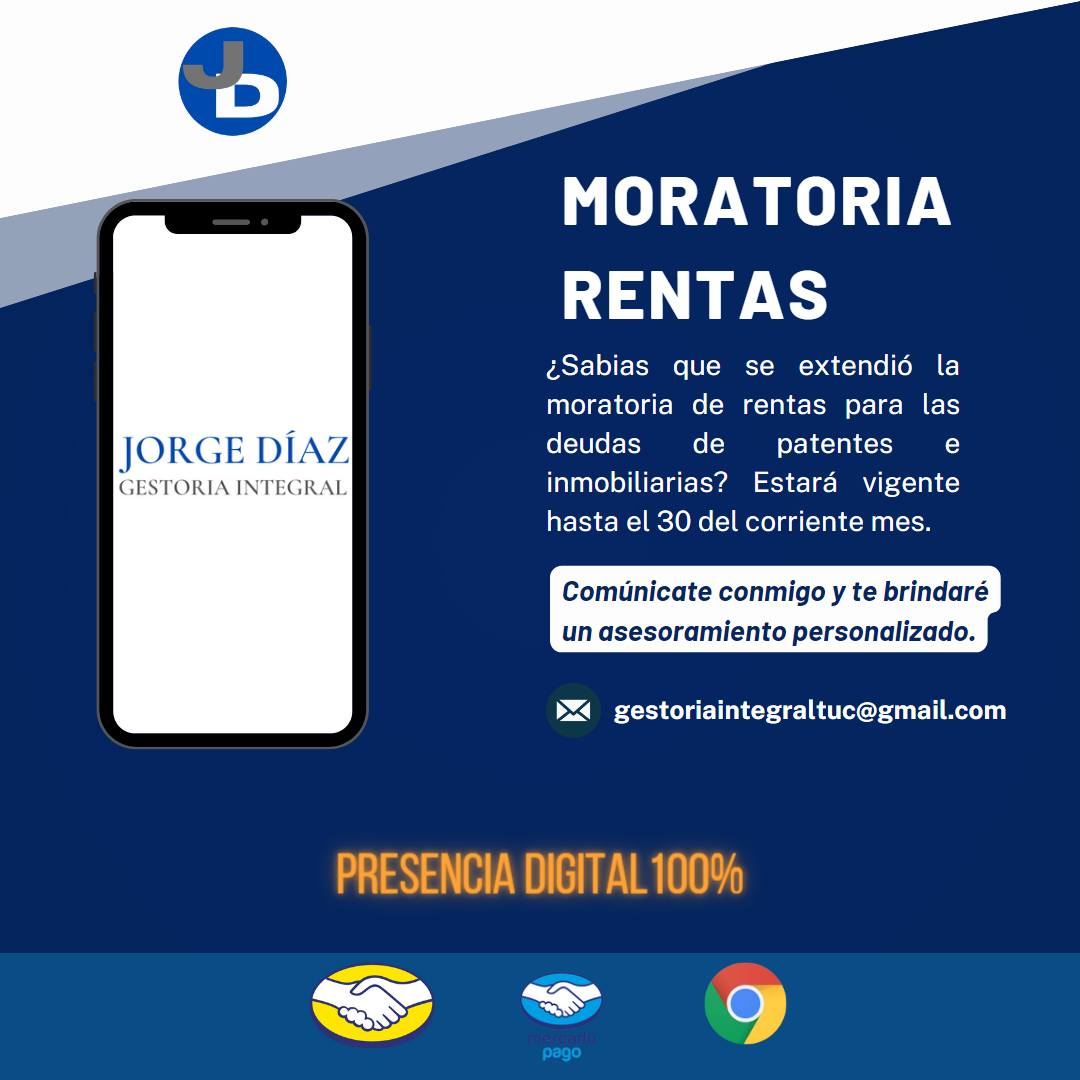 JD
MORATORIA
RENTAS
¿Sabias que se extendió la
moratoria de rentas para las
deudas de patentes e
inmobiliarias? Estará vigente
hasta el 30 del corriente mes.
JORGE DÍAZ
GESTORIA INTEGRAL
Comúnicate conmigo y te brindaré
un asesoramiento personalizado.
gestoriaintegraltuc@gmail.com
PRESENCIA DIGITAL 100%
mercado
pago